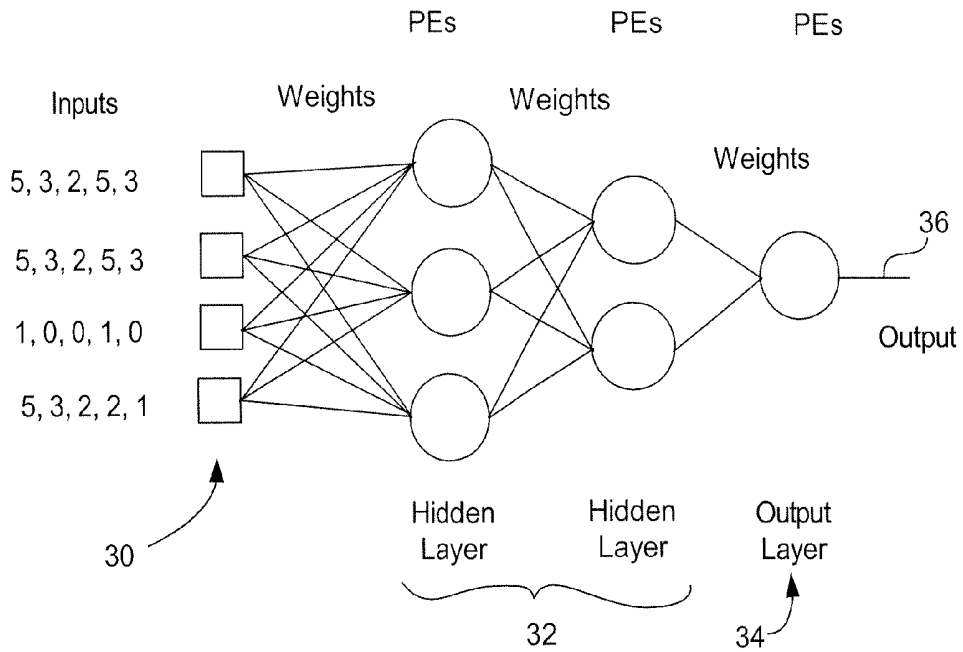 PEs
PEs
PEs
Inputs
Weights
Weights
Weights
5, 3, 2, 5, 3
5, 3, 2, 5, 3
1, 0, 0, 1, 0
5, 3, 2, 2, 1
36
Output
30
Hidden
Layer
Hidden
Layer
Output
Layer
32
34